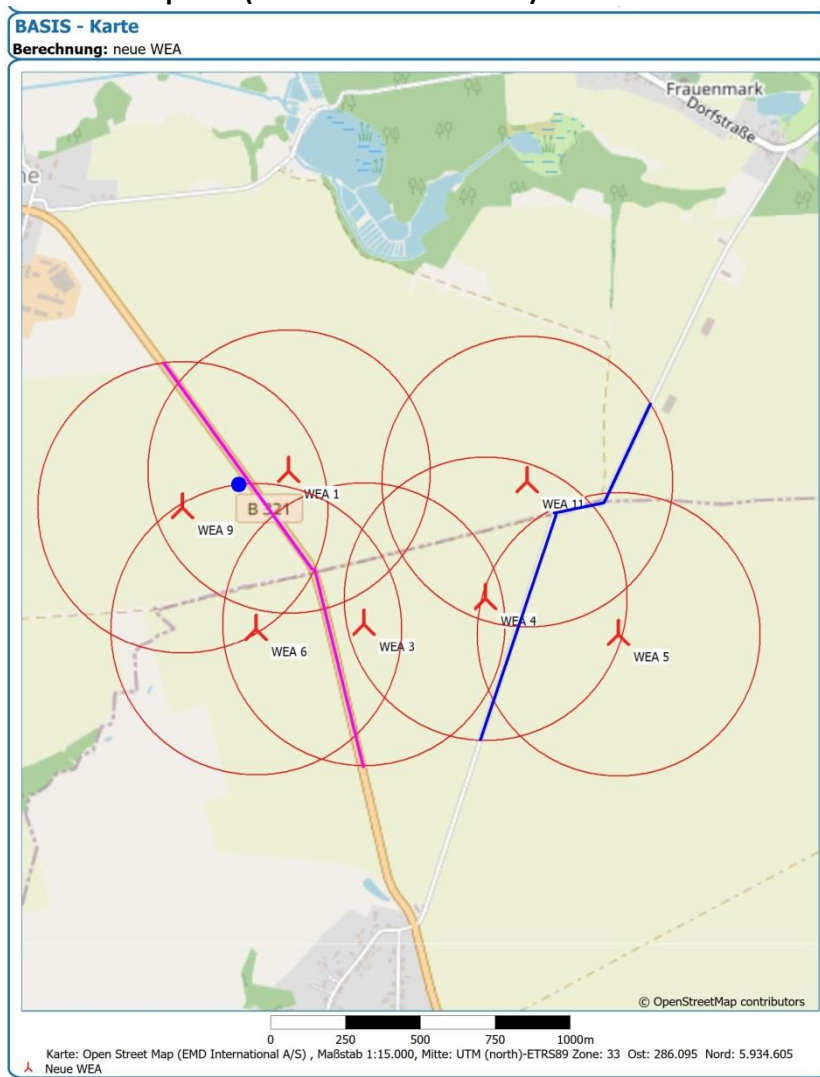 BASIS - Karte
Berechnung: neue WEA
Frauenmark
Dorfstraße
ne
WEA 1
WEA 11
B 321
WEA 9
WEA 4
WEA 6
WEA 3
WEA 5
© OpenStreetMap contributors
0 250 500 750 1000m
Karte: Open Street Map (EMD International A/S) , Maßstab 1:15.000, Mitte: UTM (north)-ETRS89 Zone: 33 Ost: 286.095 Nord: 5.934.605
Neue WEA